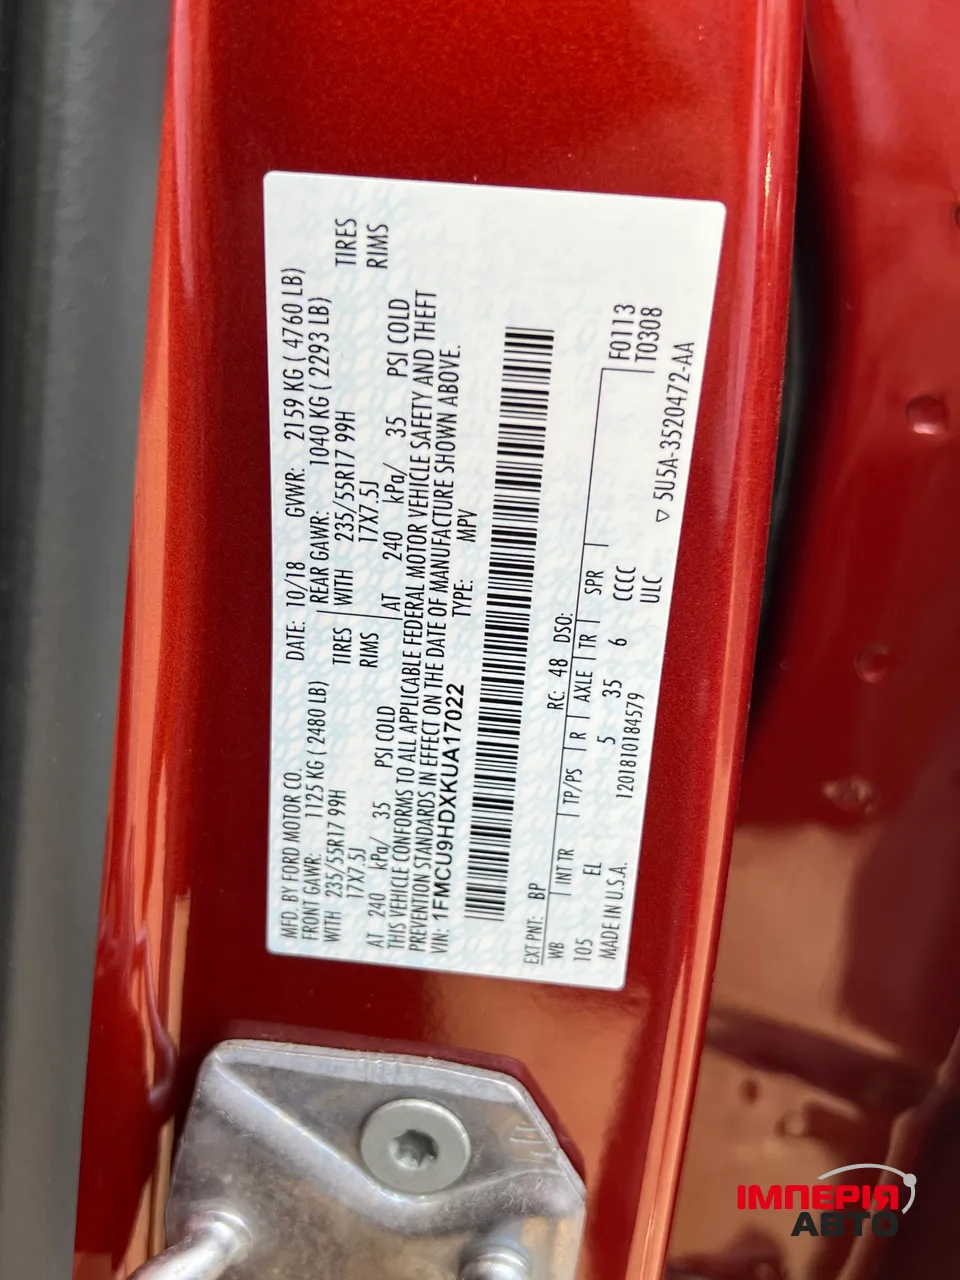 MFD. BY FORD MOTOR CO. DATE: 10/18 GVWR: 2159 KG ( 4760 LB)
FRONT GAWR: 1125 KG ( 2480 LB) REAR GAWR: 1040 KG ( 2293 LB)
WITH 235/55R17 99H TIRES WITH 235/55R17 99H TIRES
17X7.5J RIMS 17X7.5J RIMS
AT 240 kPa/ 35 PSI COLD AT 240 kPa/ 35 PSI COLD
THIS VEHICLE CONFORMS TO ALL APPLICABLE FEDERAL MOTOR VEHICLE SAFETY AND THEFT
PREVENTION STANDARDS IN EFFECT ON THE DATE OF MANUFACTURE SHOWN ABOVE.
VIN: 1FMCU9HDXKUA17022 TYPE: MPV
EXT PNT: BP RC: 48 DSO:
WB INT TR TP/PS R AXLE TR SPR F0113
105 EL 5 35 6 CCCC T0308
MADE IN U.S.A. 1201810184579 ULC
▽ 5U5A-3520472-AA
ІМПЕРІЯ
АВТО